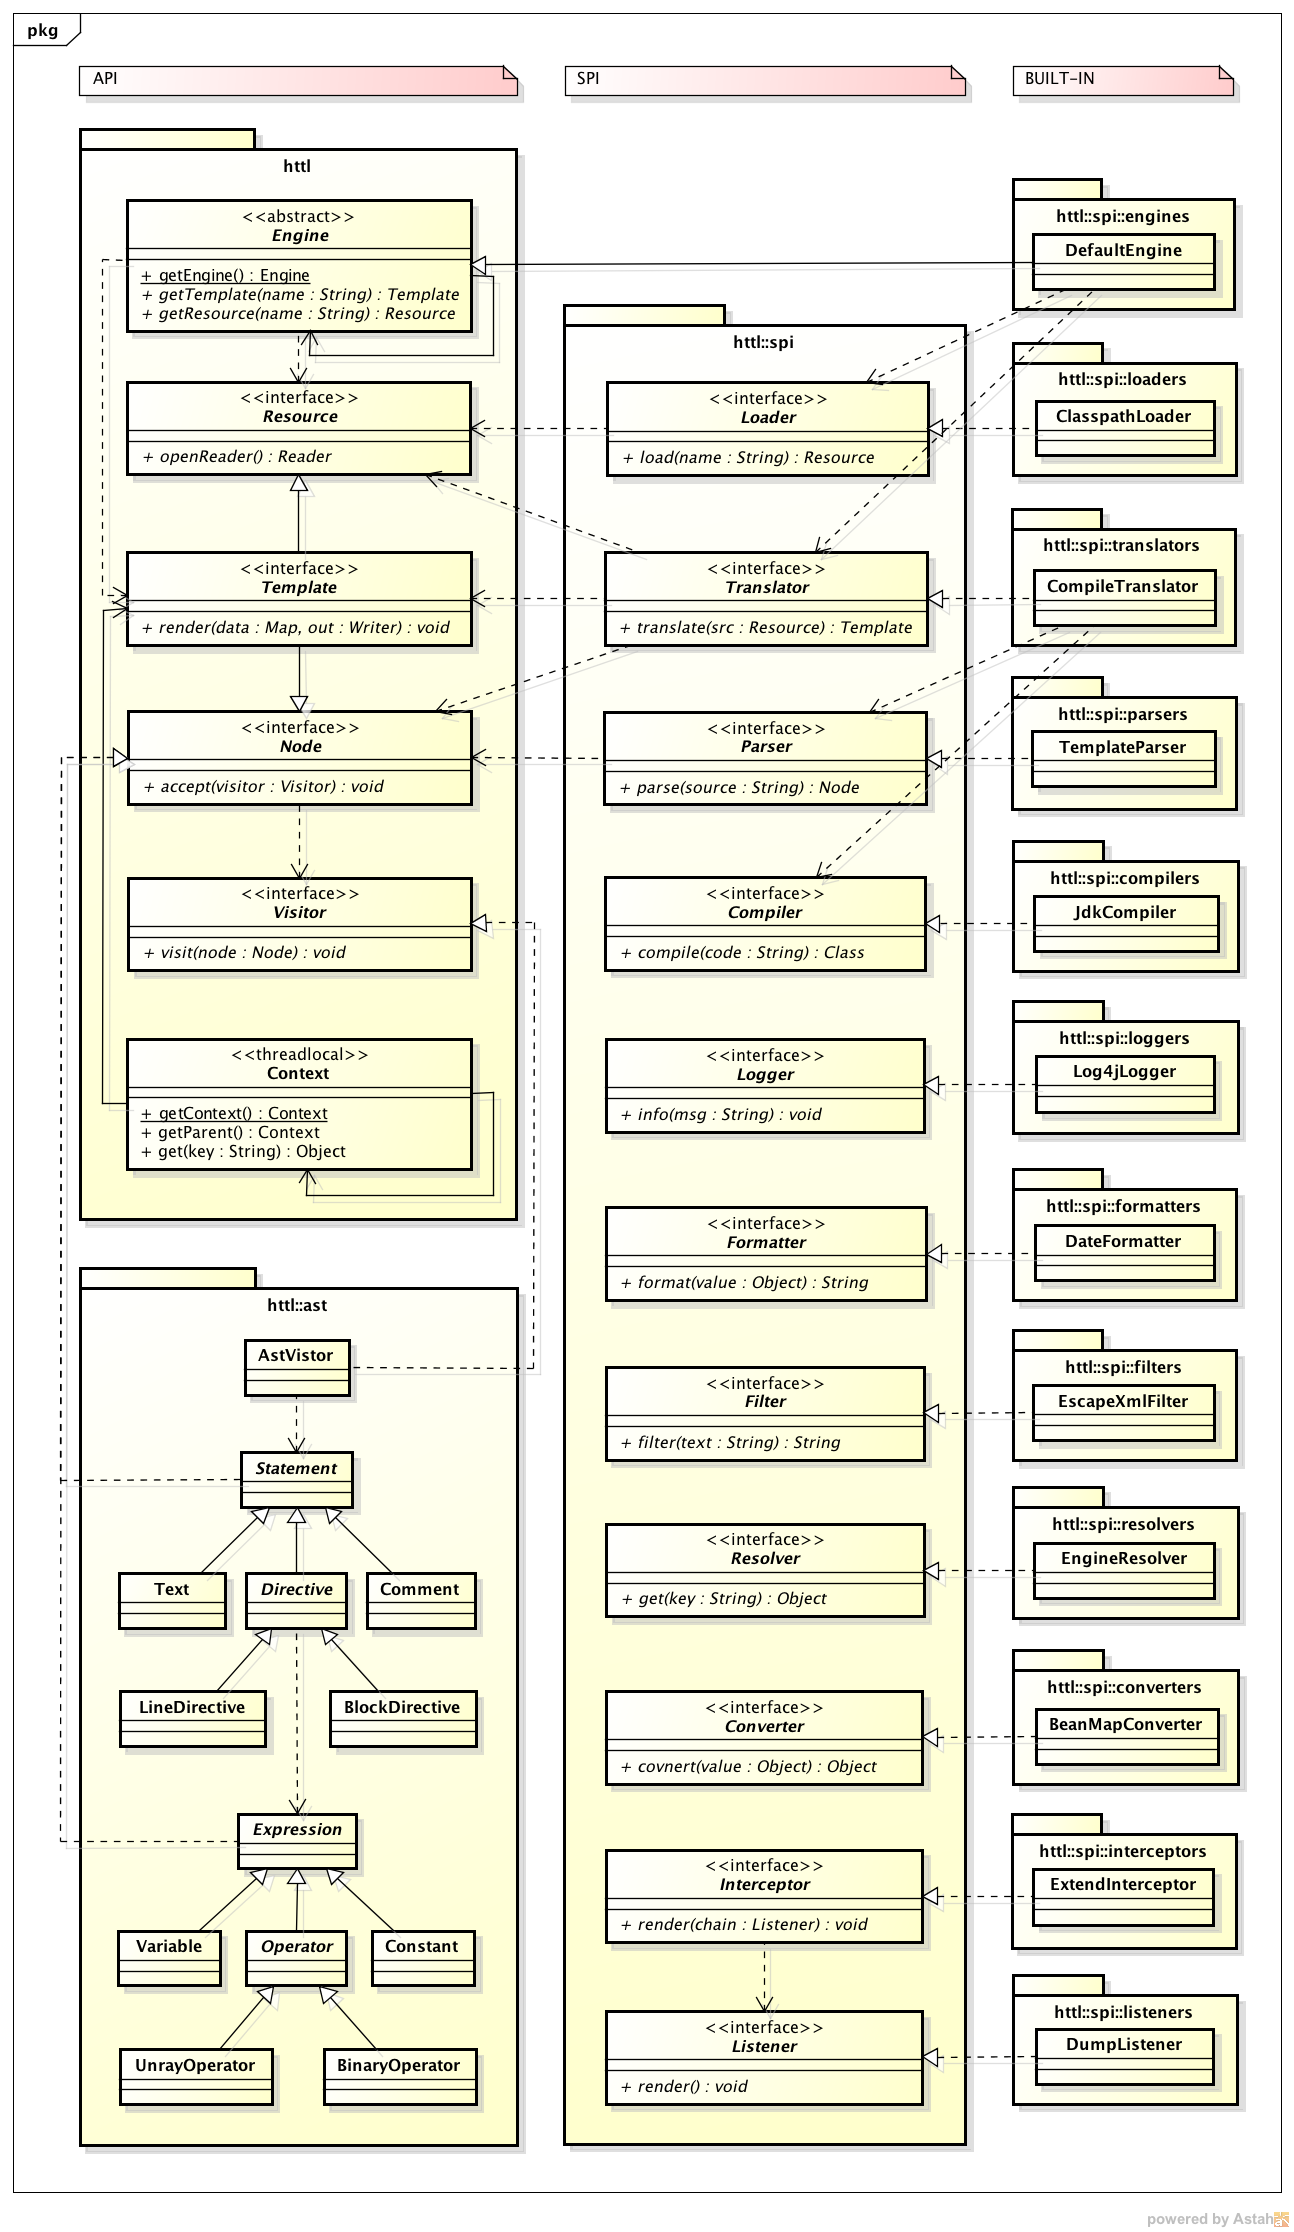 pkg
API
SPI
BUILT-IN
httl
<<abstract>>
Engine
+ getEngine() : Engine
+ getTemplate(name : String) : Template
+ getResource(name : String) : Resource
<<interface>>
Resource
+ openReader() : Reader
<<interface>>
Template
+ render(data : Map, out : Writer) : void
<<interface>>
Node
+ accept(visitor : Visitor) : void
<<interface>>
Visitor
+ visit(node : Node) : void
<<threadlocal>>
Context
+ getContext() : Context
+ getParent() : Context
+ get(key : String) : Object
httl::ast
AstVistor
Statement
Text
Directive
Comment
LineDirective
BlockDirective
Expression
Variable
Operator
Constant
UnrayOperator
BinaryOperator
httl::spi
<<interface>>
Loader
+ load(name : String) : Resource
<<interface>>
Translator
+ translate(src : Resource) : Template
<<interface>>
Parser
+ parse(source : String) : Node
<<interface>>
Compiler
+ compile(code : String) : Class
<<interface>>
Logger
+ info(msg : String) : void
<<interface>>
Formatter
+ format(value : Object) : String
<<interface>>
Filter
+ filter(text : String) : String
<<interface>>
Resolver
+ get(key : String) : Object
<<interface>>
Converter
+ covnert(value : Object) : Object
<<interface>>
Interceptor
+ render(chain : Listener) : void
<<interface>>
Listener
+ render() : void
httl::spi::engines
DefaultEngine
httl::spi::loaders
ClasspathLoader
httl::spi::translators
CompileTranslator
httl::spi::parsers
TemplateParser
httl::spi::compilers
JdkCompiler
httl::spi::loggers
Log4jLogger
httl::spi::formatters
DateFormatter
httl::spi::filters
EscapeXmlFilter
httl::spi::resolvers
EngineResolver
httl::spi::converters
BeanMapConverter
httl::spi::interceptors
ExtendInterceptor
httl::spi::listeners
DumpListener
powered by Astah